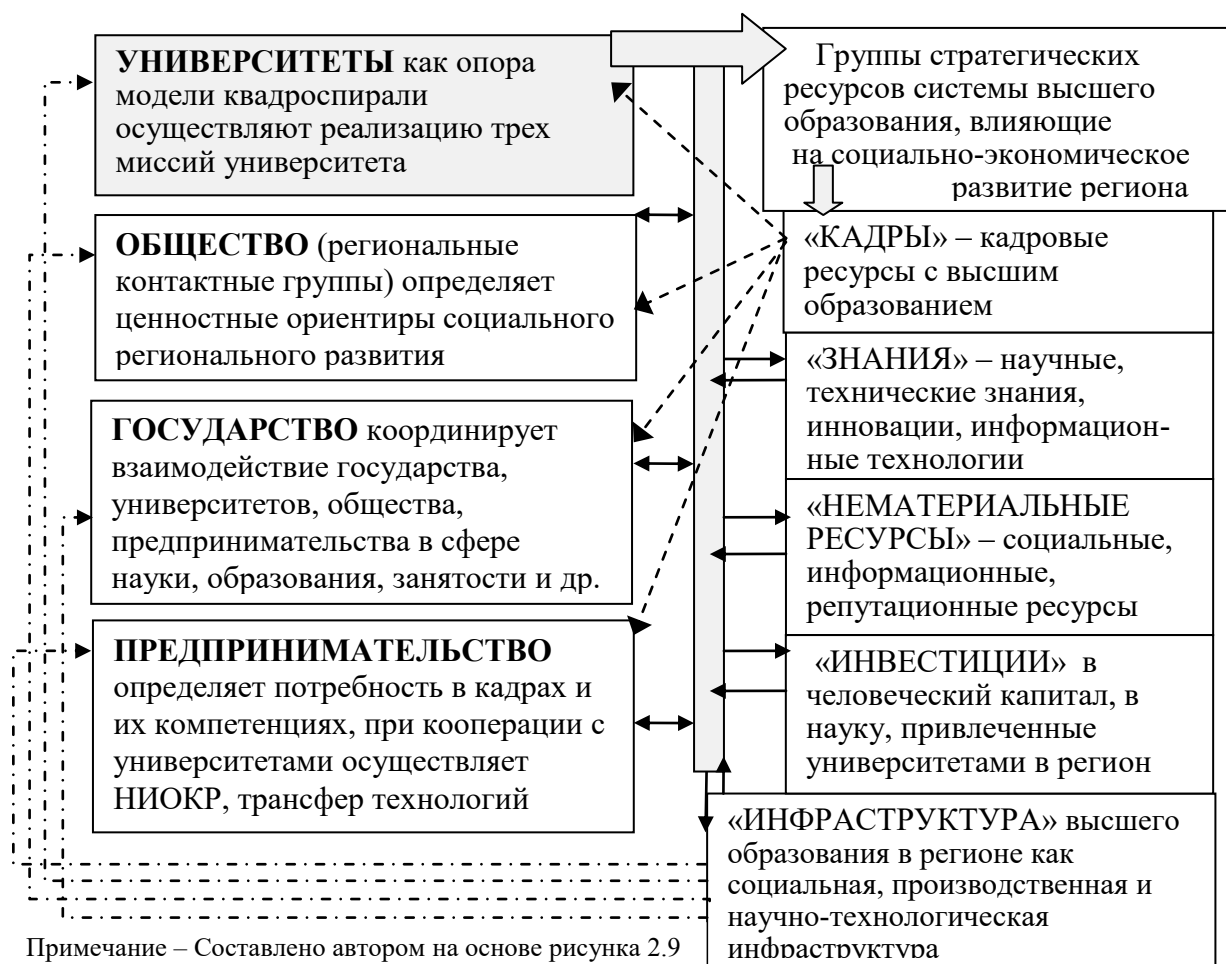 УНИВЕРСИТЕТЫ как опора
модели квадроспирали
осуществляют реализацию трех
миссий университета
ОБЩЕСТВО (региональные
контактные группы) определяет
ценностные ориентиры социального
регионального развития
ГОСУДАРСТВО координирует
взаимодействие государства,
университетов, общества,
предпринимательства в сфере
науки, образования, занятости и др.
ПРЕДПРИНИМАТЕЛЬСТВО
определяет потребность в кадрах и
их компетенциях, при кооперации с
университетами осуществляет
НИОКР, трансфер технологий
Группы стратегических
ресурсов системы высшего
образования, влияющие
на социально-экономическое
развитие региона
«КАДРЫ» – кадровые
ресурсы с высшим
образованием
«ЗНАНИЯ» – научные,
технические знания,
инновации, информацион-
ные технологии
«НЕМАТЕРИАЛЬНЫЕ
РЕСУРСЫ» – социальные,
информационные,
репутационные ресурсы
«ИНВЕСТИЦИИ» в
человеческий капитал, в
науку, привлеченные
университетами в регион
«ИНФРАСТРУКТУРА» высшего
образования в регионе как
социальная, производственная и
научно-технологическая
инфраструктура
Примечание – Составлено автором на основе рисунка 2.9